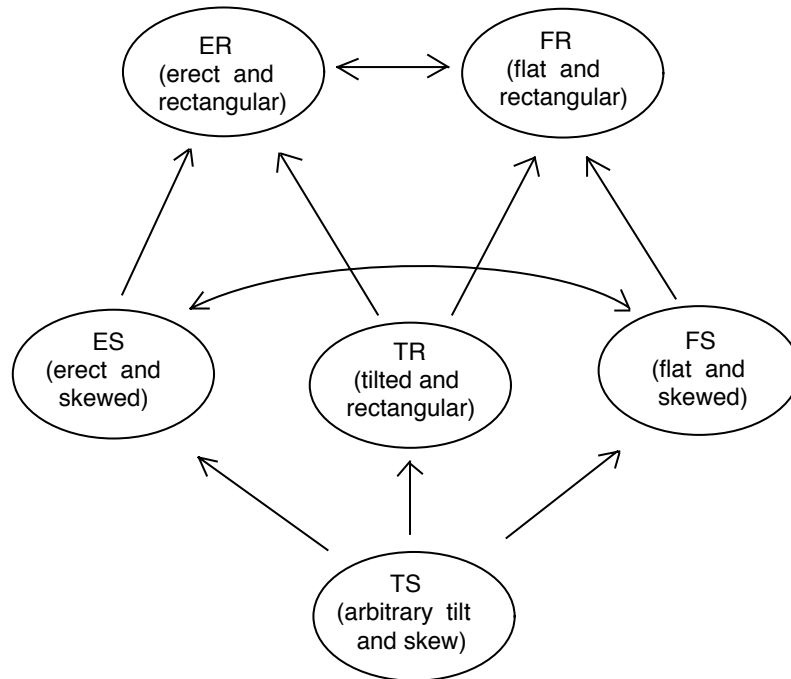 ER
(erect and
rectangular)
FR
(flat and
rectangular)
ES
(erect and
skewed)
TR
(tilted and
rectangular)
FS
(flat and
skewed)
TS
(arbitrary tilt
and skew)